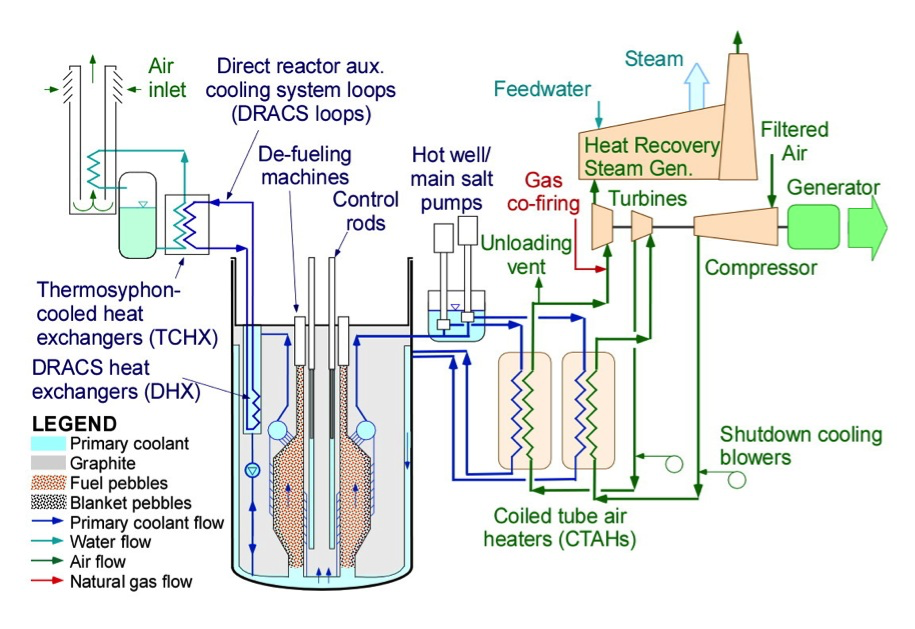 Air
inlet
Direct reactor aux.
cooling system loops
(DRACS loops)
De-fueling
machines
Control
rods
Hot well/
main salt
pumps
Steam
Feedwater
Heat Recovery
Steam Gen.
Filtered
Air
Gas
co-firing
Turbines
Generator
Unloading
vent
Compressor
Thermosyphon-
cooled heat
exchangers (TCHX)
DRACS heat
exchangers (DHX)
LEGEND
Primary coolant
Graphite
Fuel pebbles
Blanket pebbles
Primary coolant flow
Water flow
Air flow
Natural gas flow
Shutdown cooling
blowers
Coiled tube air
heaters (CTAHs)